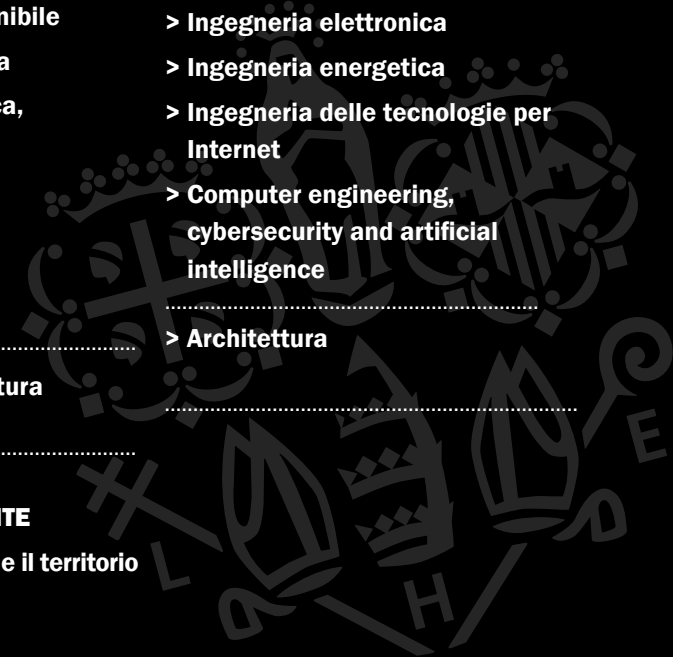 nibile
a
ca,
tura
ITE
e il territorio
> Ingegneria elettronica
> Ingegneria energetica
> Ingegneria delle tecnologie per
Internet
> Computer engineering,
cybersecurity and artificial
intelligence
> Architettura
L
H
E